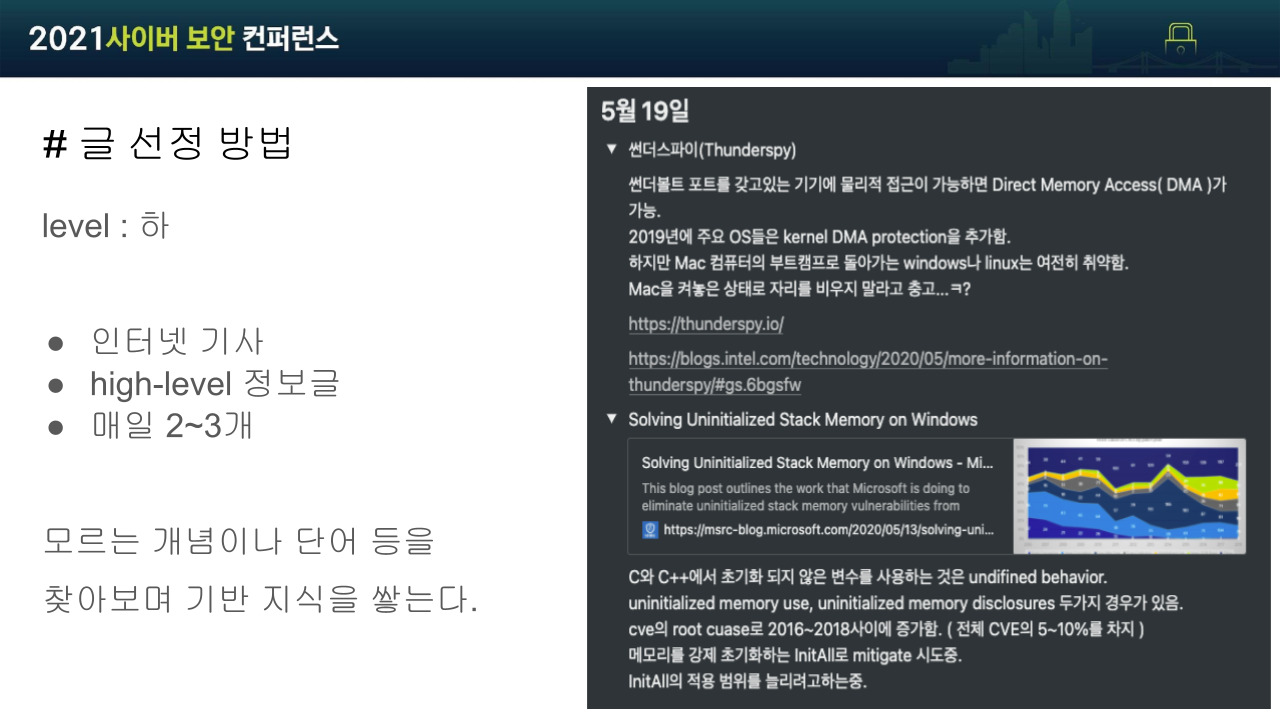 2021사이버 보안 컨퍼런스
# 글 선정 방법
level : 하
● 인터넷 기사
● high-level 정보글
● 매일 2~3개
모르는 개념이나 단어 등을
찾아보며 기반 지식을 쌓는다.
5월 19일
▼ 썬더스파이(Thunderspy)
썬더볼트 포트를 갖고있는 기기에 물리적 접근이 가능하면 Direct Memory Access( DMA )가
가능.
2019년에 주요 OS들은 kernel DMA protection을 추가함.
하지만 Mac 컴퓨터의 부트캠프로 돌아가는 windows나 linux는 여전히 취약함.
Mac을 켜놓은 상태로 자리를 비우지 말라고 충고...ㅋ?
https://thunderspy.io/
https://blogs.intel.com/technology/2020/05/more-information-on-
thunderspy/#gs.6bgsfw
▼ Solving Uninitialized Stack Memory on Windows
Solving Uninitialized Stack Memory on Windows - Mi...
This blog post outlines the work that Microsoft is doing to
eliminate uninitialized stack memory vulnerabilities from
https://msrc-blog.microsoft.com/2020/05/13/solving-uni...
C와 C++에서 초기화 되지 않은 변수를 사용하는 것은 undifined behavior.
uninitialized memory use, uninitialized memory disclosures 두가지 경우가 있음.
cve의 root cuase로 2016~2018사이에 증가함. ( 전체 CVE의 5~10%를 차지 )
메모리를 강제 초기화하는 InitAll로 mitigate 시도중.
InitAll의 적용 범위를 늘리려고하는중.